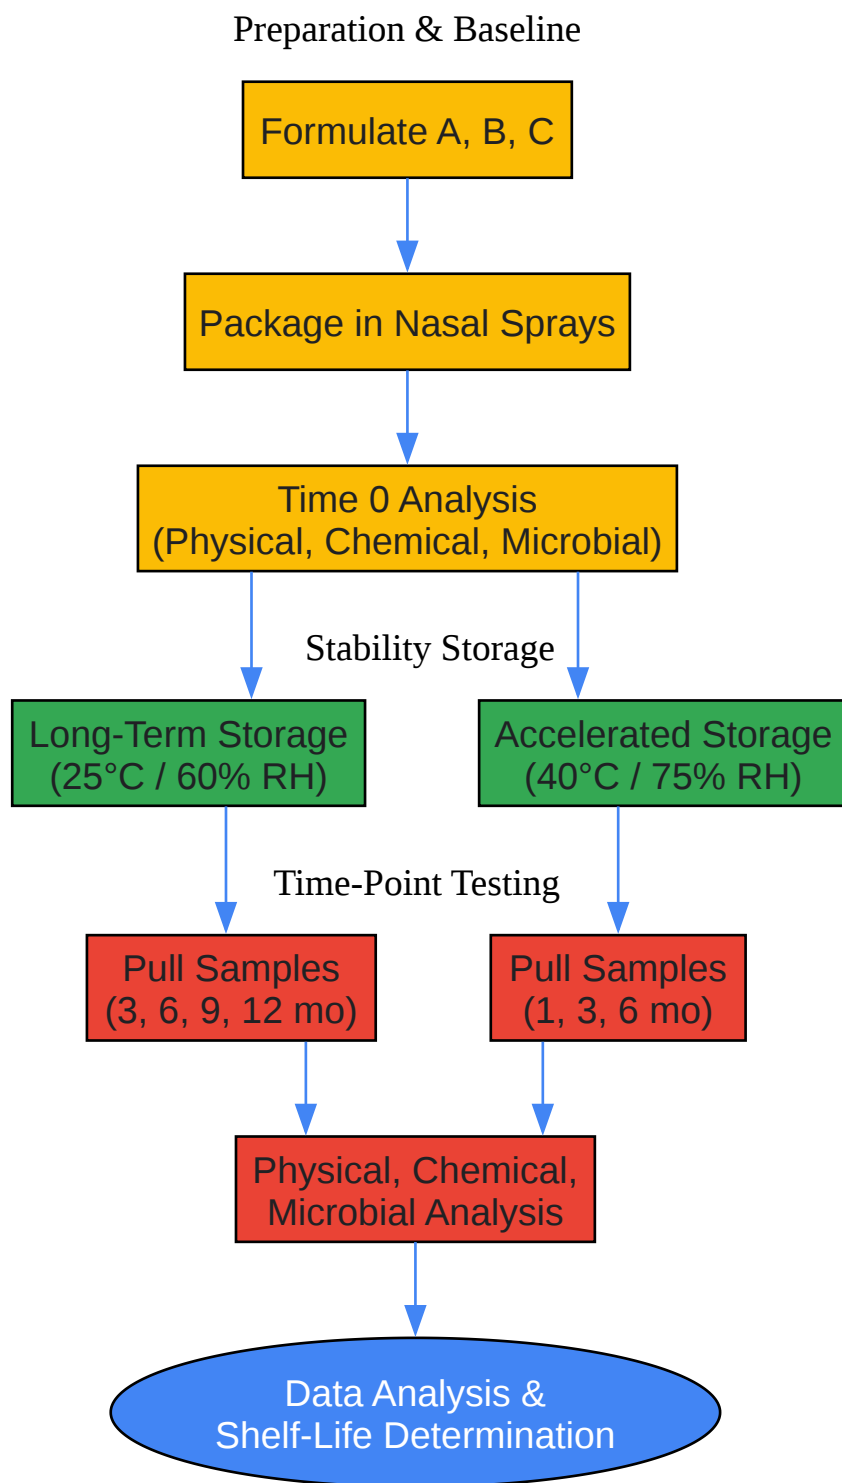 Preparation & Baseline
Formulate A, B, C
Package in Nasal Sprays
Time 0 Analysis
(Physical, Chemical, Microbial)
Stability Storage
Long-Term Storage
(25°C / 60% RH)
Accelerated Storage
(40°C / 75% RH)
Time-Point Testing
Pull Samples
(3, 6, 9, 12 mo)
Pull Samples
(1, 3, 6 mo)
Physical, Chemical,
Microbial Analysis
Data Analysis &
Shelf-Life Determination